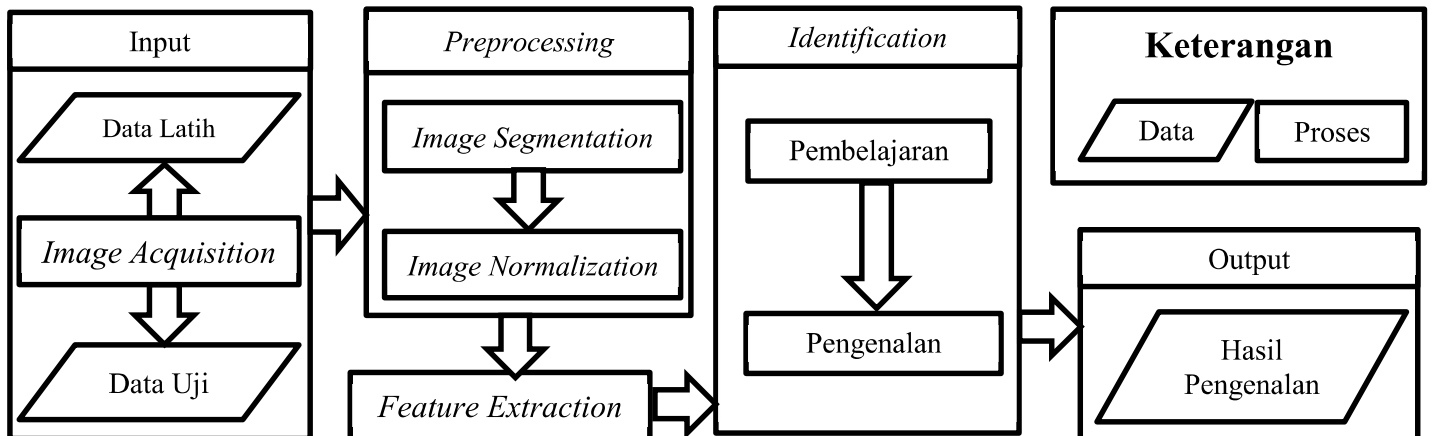 Input
Data Latih
Image Acquisition
Data Uji
Preprocessing
Image Segmentation
Image Normalization
Feature Extraction
Identification
Pembelajaran
Pengenalan
Keterangan
Data
Proses
Output
Hasil
Pengenalan